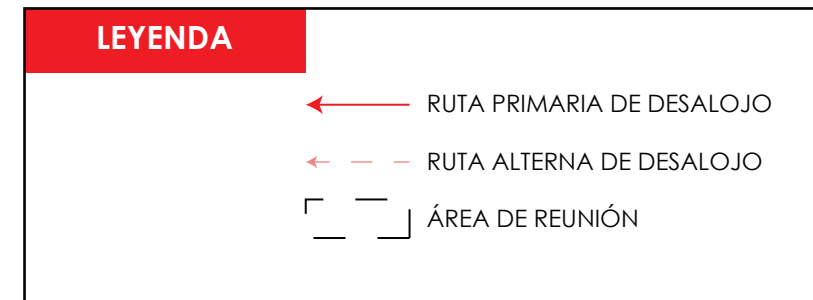 LEYENDA
RUTA PRIMARIA DE DESALOJO
RUTA ALTERNA DE DESALOJO
ÁREA DE REUNIÓN